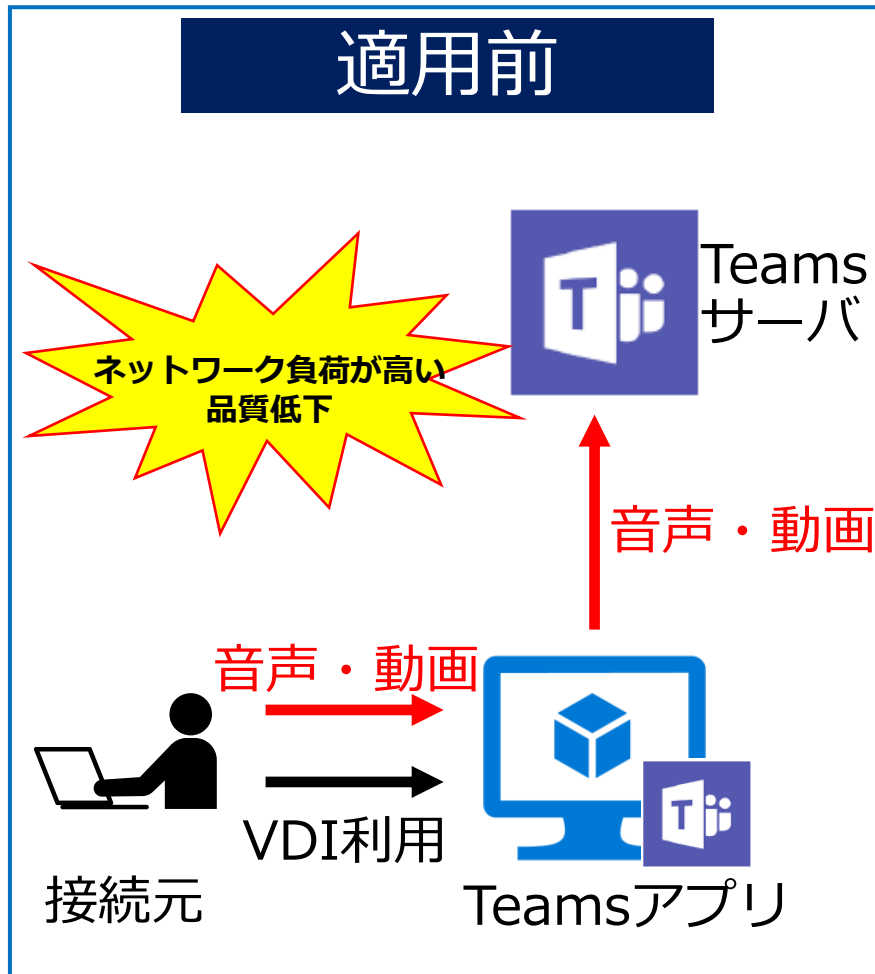 適用前
Teams
サーバ
ネットワーク負荷が高い
品質低下
音声・動画
音声・動画
VDI利用
接続元
Teamsアプリ